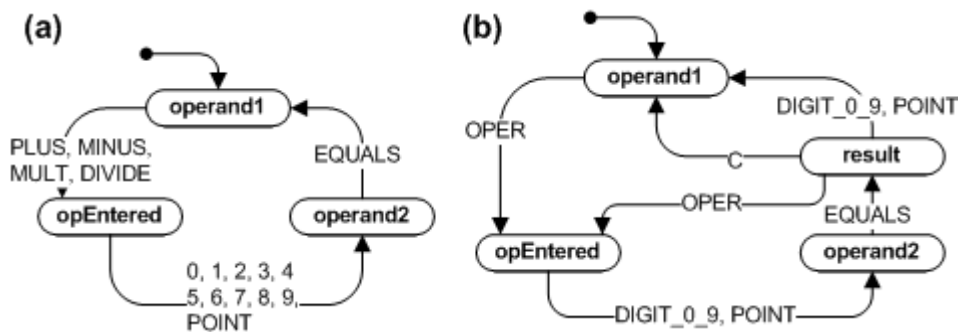 (a)
operand1
PLUS, MINUS,
MULT, DIVIDE
EQUALS
opEntered
operand2
0, 1, 2, 3, 4
5, 6, 7, 8, 9,
POINT
(b)
operand1
OPER
DIGIT_0_9, POINT
C
result
OPER
EQUALS
opEntered
operand2
DIGIT_0_9, POINT